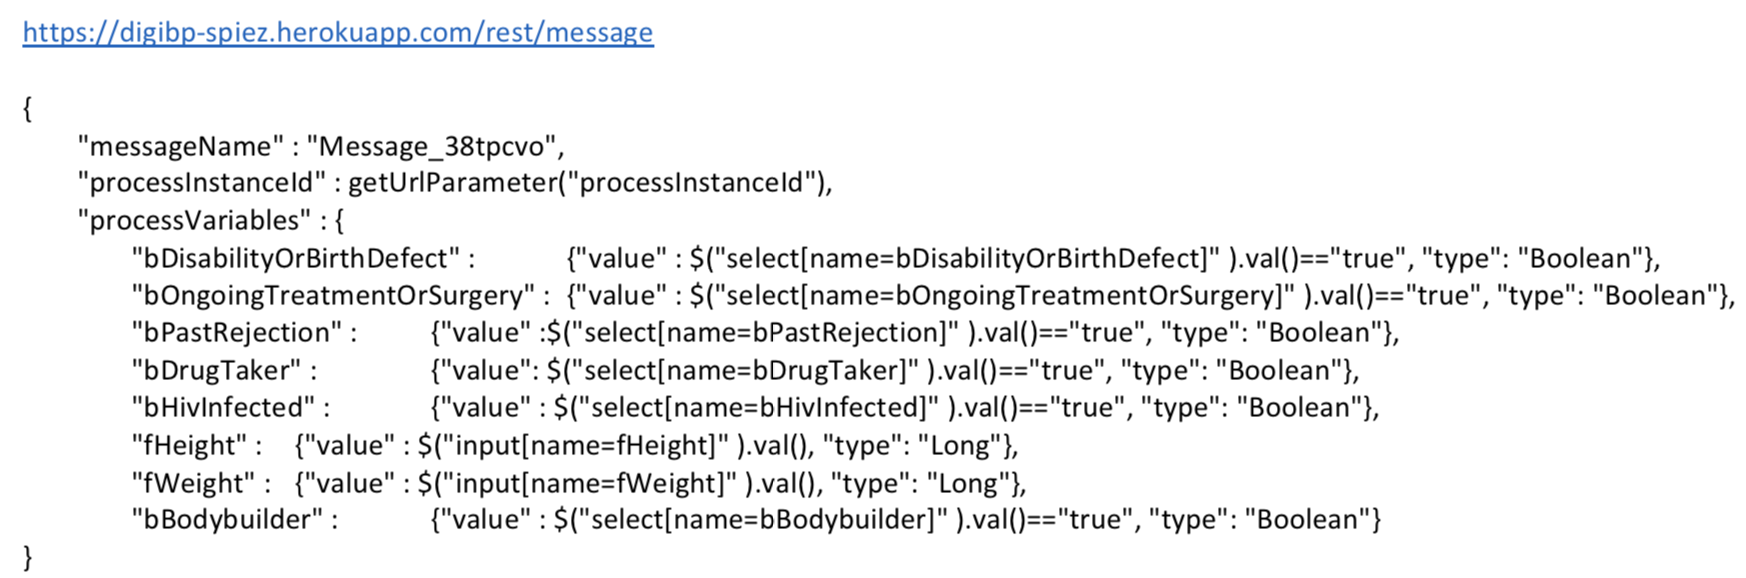 https://digibp-spiez.herokuapp.com/rest/message
{
"messageName" : "Message_38tpcvo",
"processInstanceId" : getUrlParameter("processInstanceId"),
"processVariables" : {
"bDisabilityOrBirthDefect" : {"value" : $("select[name=bDisabilityOrBirthDefect]" ).val()=="true", "type": "Boolean"},
"bOngoingTreatmentOrSurgery" : {"value" : $("select[name=bOngoingTreatmentOrSurgery]" ).val()=="true", "type": "Boolean"},
"bPastRejection" : {"value" :$("select[name=bPastRejection]" ).val()=="true", "type": "Boolean"},
"bDrugTaker" : {"value": $("select[name=bDrugTaker]" ).val()=="true", "type": "Boolean"},
"bHivInfected" : {"value" : $("select[name=bHivInfected]" ).val()=="true", "type": "Boolean"},
"fHeight" : {"value" : $("input[name=fHeight]" ).val(), "type": "Long"},
"fWeight" : {"value" : $("input[name=fWeight]" ).val(), "type": "Long"},
"bBodybuilder" : {"value" : $("select[name=bBodybuilder]" ).val()=="true", "type": "Boolean"}
}